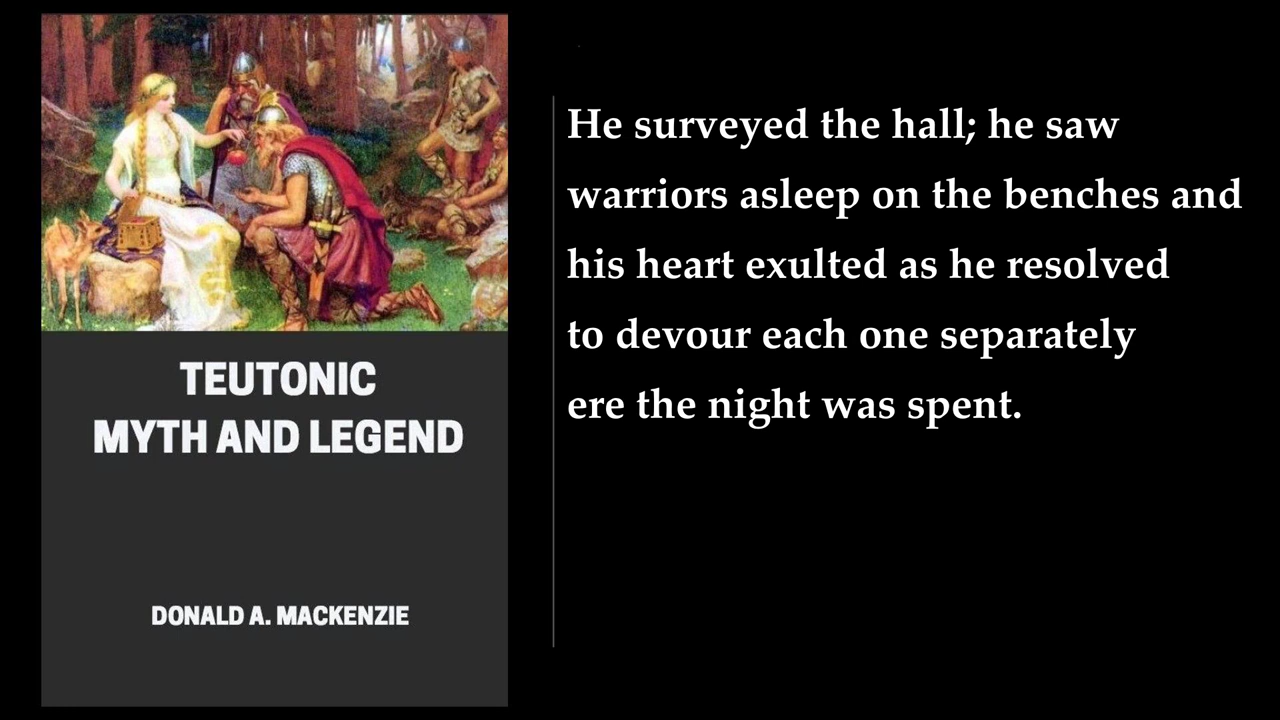 TEUTONIC
MYTH AND LEGEND
DONALD A. MACKENZIE
He surveyed the hall; he saw
warriors asleep on the benches and
his heart exulted as he resolved
to devour each one separately
ere the night was spent.